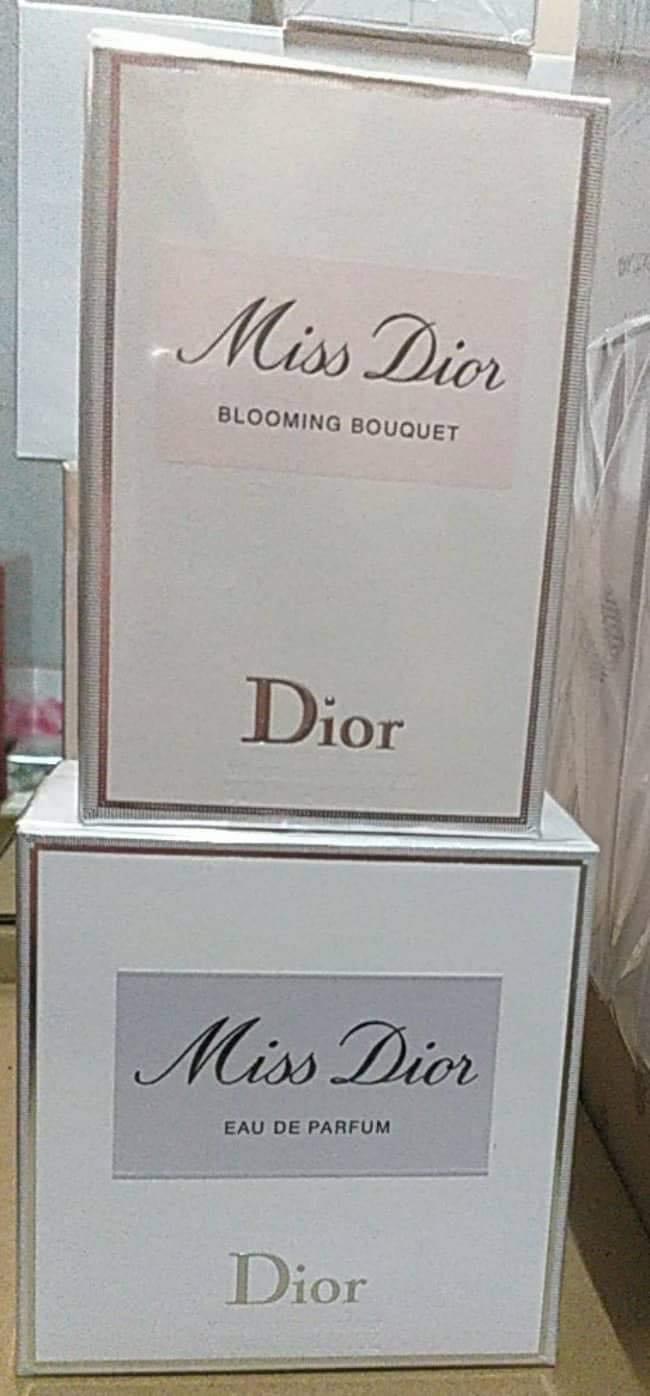 Miss Dior
BLOOMING BOUQUET
Dior
Miss Dior
EAU DE PARFUM
Dior